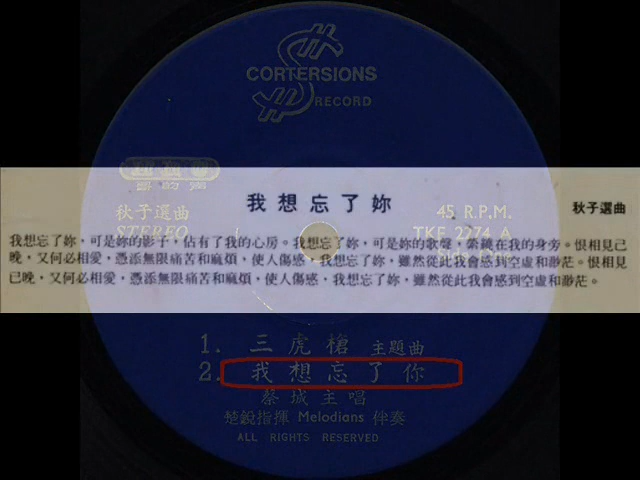 CORTERSIONS
RECORD
我想忘了妳
秋子選曲
秋子選曲
STEREO
45 R.P.M.
TKF 2274 A
我想忘了妳，可是妳的影子，佔有了我的心房。我想忘了妳，可是妳的歌聲，縈繞在我的身旁。恨相見已
晚，又何必相愛，憑添無限痛苦和麻煩，使人傷感，我想忘了妳，雖然從此我會感到空虛和渺茫。恨相見
已晚，又何必相愛，憑添無限痛苦和麻煩，使人傷感，我想忘了妳，雖然從此我會感到空虛和渺茫。
1. 三虎槍 主題曲
2. 我想忘了你
蔡城主唱
楚銳指揮 Melodians 伴奏
ALL RIGHTS RESERVED